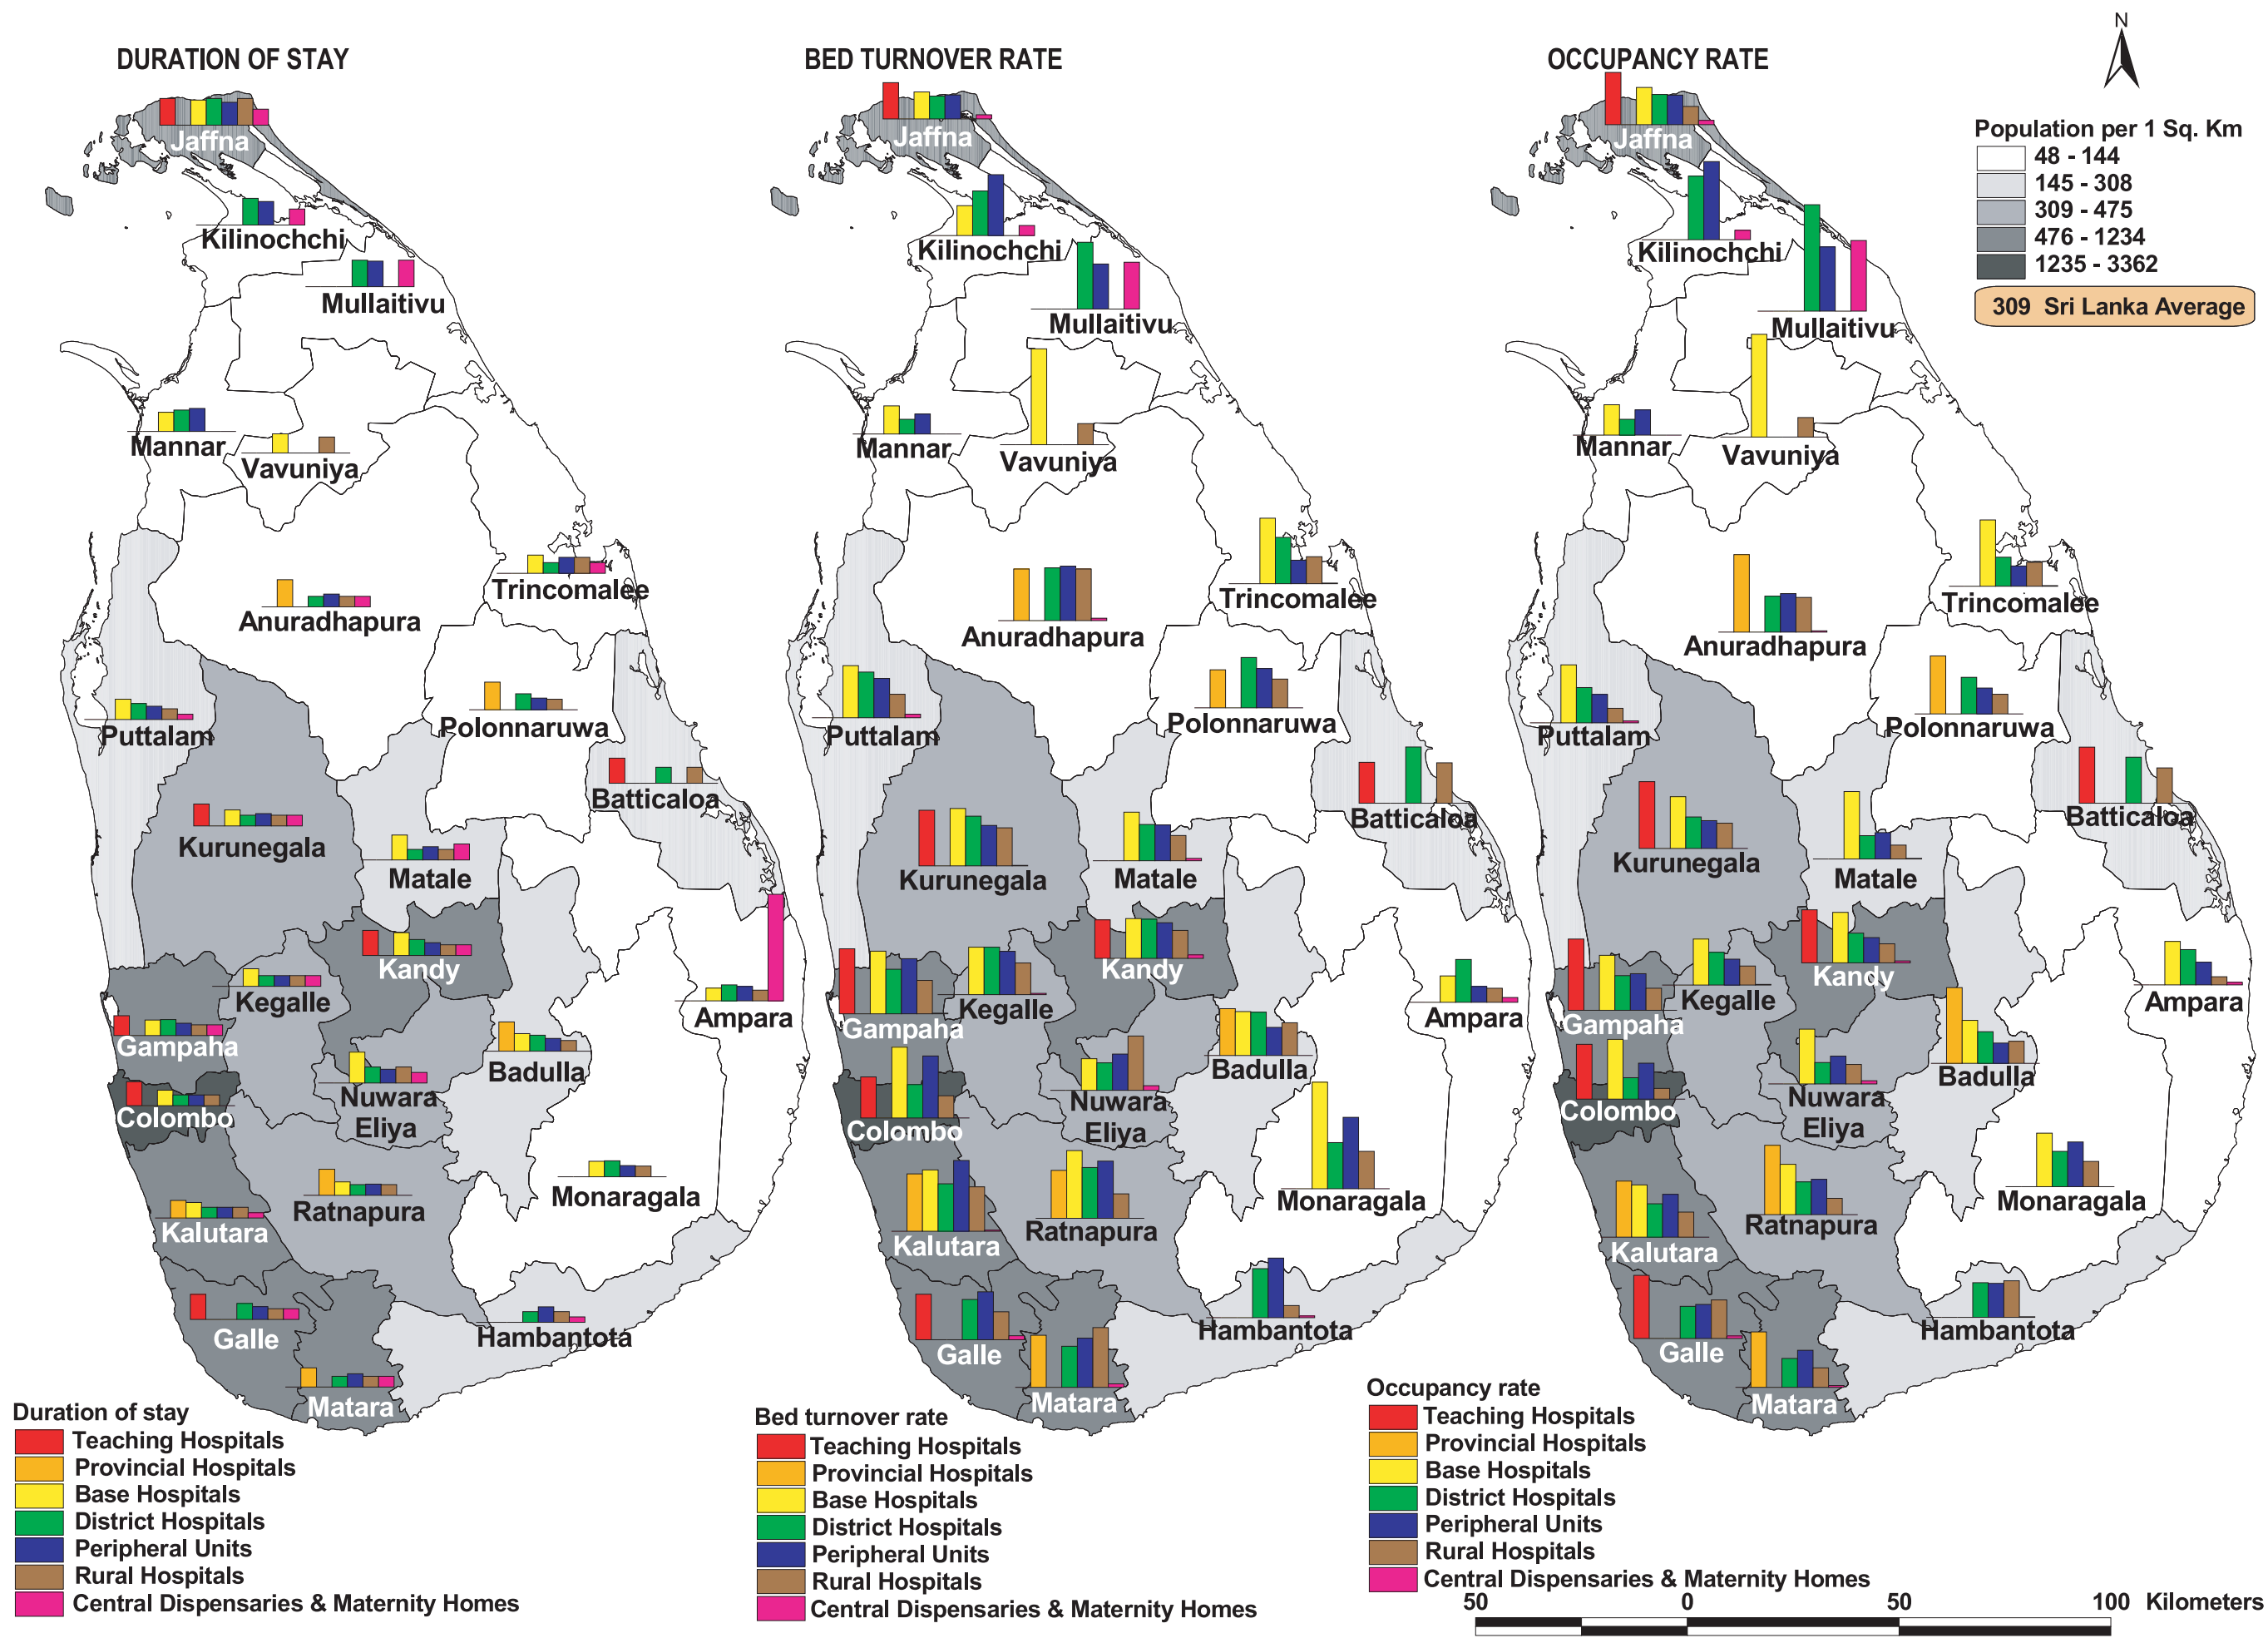 DURATION OF STAY
Jaffna
Kilinochchi
Mullaitivu
Mannar
Vavuniya
Trincomalee
Anuradhapura
Polonnaruwa
Puttalam
Batticaloa
Kurunegala
Matale
Kandy
Kegalle
Ampara
Gampaha
Badulla
Nuwara
Eliya
Colombo
Monaragala
Ratnapura
Kalutara
Galle
Hambantota
Matara
Duration of stay
Teaching Hospitals
Provincial Hospitals
Base Hospitals
District Hospitals
Peripheral Units
Rural Hospitals
Central Dispensaries & Maternity Homes
BED TURNOVER RATE
Jaffna
Kilinochchi
Mullaitivu
Mannar
Vavuniya
Trincomalee
Anuradhapura
Polonnaruwa
Puttalam
Batticaloa
Kurunegala
Matale
Kandy
Kegalle
Ampara
Gampaha
Badulla
Nuwara
Eliya
Colombo
Monaragala
Ratnapura
Kalutara
Hambantota
Galle
Matara
Bed turnover rate
Teaching Hospitals
Provincial Hospitals
Base Hospitals
District Hospitals
Peripheral Units
Rural Hospitals
Central Dispensaries & Maternity Homes
OCCUPANCY RATE
Jaffna
Kilinochchi
Mullaitivu
Mannar
Vavuniya
Trincomalee
Anuradhapura
Polonnaruwa
Puttalam
Batticaloa
Kurunegala
Matale
Kandy
Kegalle
Ampara
Gampaha
Badulla
Nuwara
Eliya
Colombo
Monaragala
Ratnapura
Kalutara
Hambantota
Galle
Matara
Occupancy rate
Teaching Hospitals
Provincial Hospitals
Base Hospitals
District Hospitals
Peripheral Units
Rural Hospitals
Central Dispensaries & Maternity Homes
N
Population per 1 Sq. Km
48 - 144
145 - 308
309 - 475
476 - 1234
1235 - 3362
309 Sri Lanka Average
50 0 50 100 Kilometers